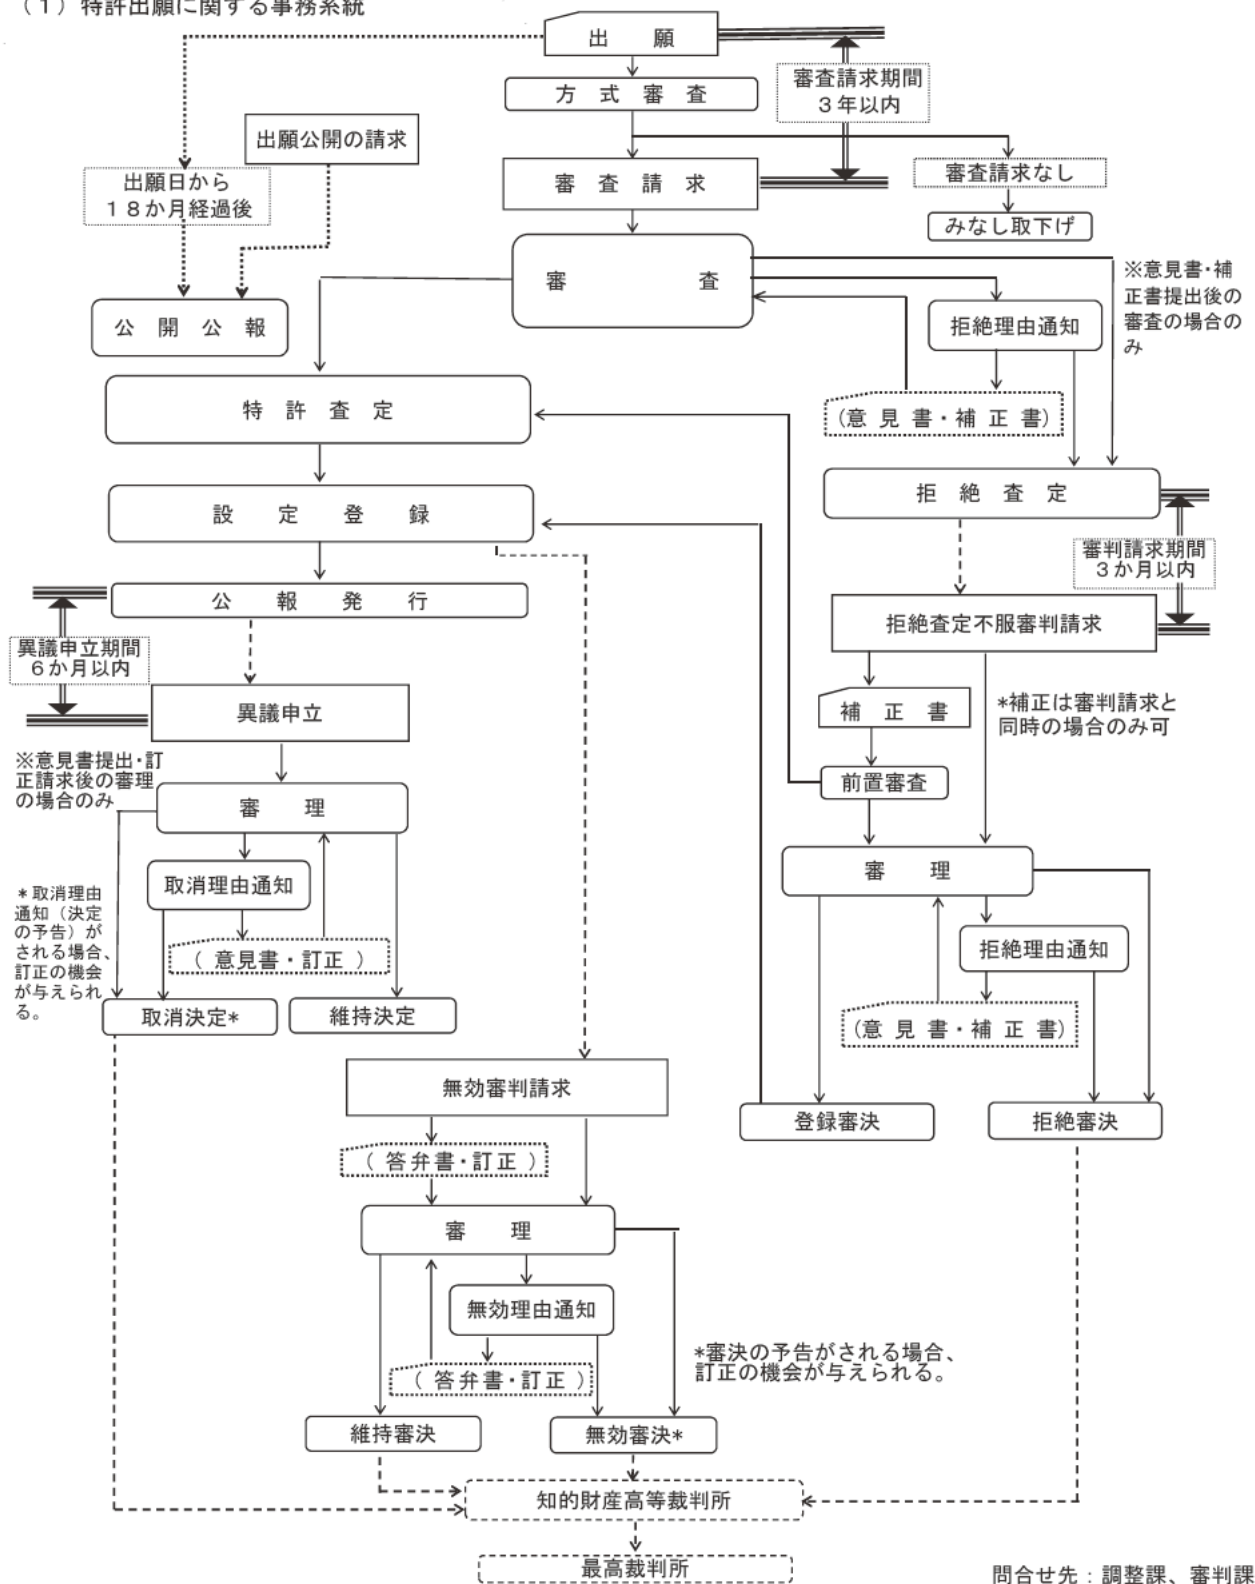 （１）特許出願に関する事務系統
出　願
方　式　審　査
審査請求期間
３年以内
出願公開の請求
出願日から
１８か月経過後
審　査　請　求
審査請求なし
みなし取下げ
審　査
※意見書・補
正書提出後の
審査の場合の
み
公　開　公　報
拒絶理由通知
特　許　査　定
(意 見 書・補 正 書)
拒　絶　査　定
設　定　登　録
審判請求期間
３か月以内
公　報　発　行
拒絶査定不服審判請求
異議申立期間
６か月以内
異議申立
補　正　書
*補正は審判請求と
同時の場合のみ可
※意見書提出・訂
正請求後の審理
の場合のみ
前置審査
審　理
審　理
取消理由通知
＊取消理由
通知（決定
の予告）が
される場合、
訂正の機会
が与えられ
る。
拒絶理由通知
( 意見書・訂正 )
取消決定*
維持決定
(意 見 書・補 正 書)
無効審判請求
登録審決
拒絶審決
( 答弁書・訂正 )
審　理
無効理由通知
*審決の予告がされる場合、
訂正の機会が与えられる。
( 答弁書・訂正 )
維持審決
無効審決*
知的財産高等裁判所
最高裁判所
問合せ先：調整課、審判課